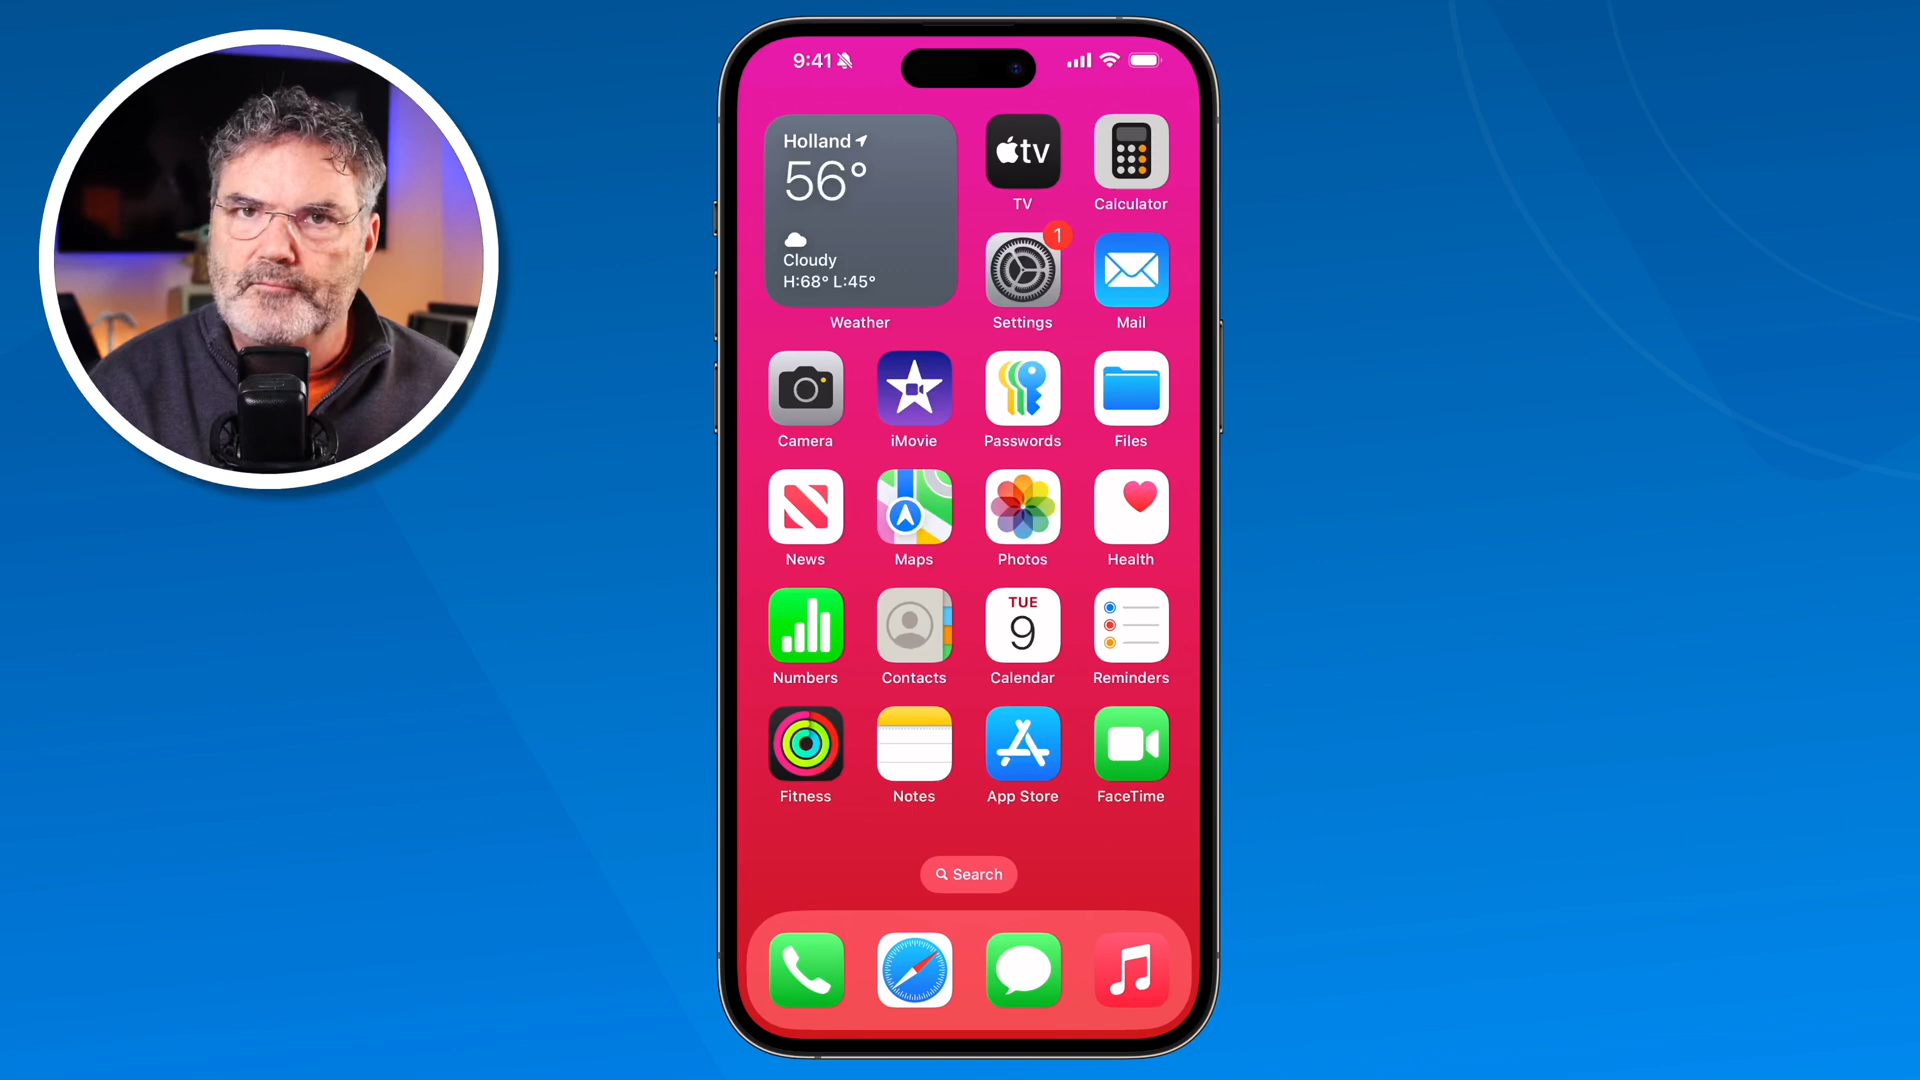 9:41
Holland
56°
Cloudy
H:68° L:45°
Weather
tv
TV
Calculator
1
Settings
Mail
Camera
iMovie
Passwords
Files
News
Maps
Photos
Health
Numbers
Contacts
TUE
9
Calendar
Reminders
Fitness
Notes
App Store
FaceTime
Search